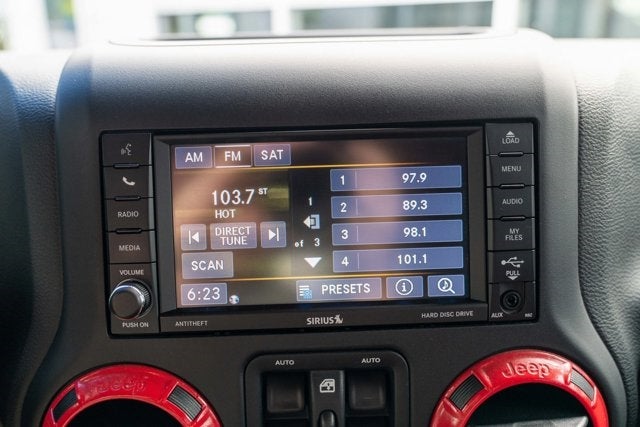 AM FM SAT
103.7 ST
HOT
DIRECT
TUNE
SCAN
6:23
1
of 3
1 97.9
2 89.3
3 98.1
4 101.1
PRESETS
RADIO
MEDIA
VOLUME
PUSH ON
LOAD
MENU
AUDIO
MY
FILES
PULL
AUX
ANTITHEFT
SIRIUS
HARD DISC DRIVE
AUTO AUTO
Jeep
Jeep